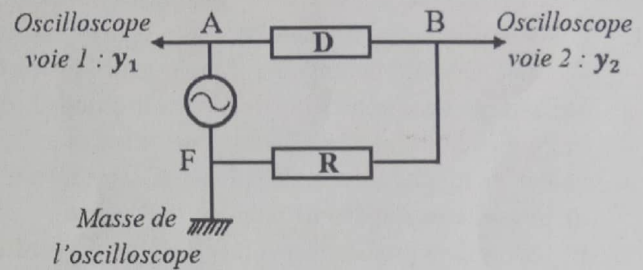 Oscilloscope
voie 1 : y₁
A
D
B
Oscilloscope
voie 2 : y₂
F
R
Masse de
l'oscilloscope